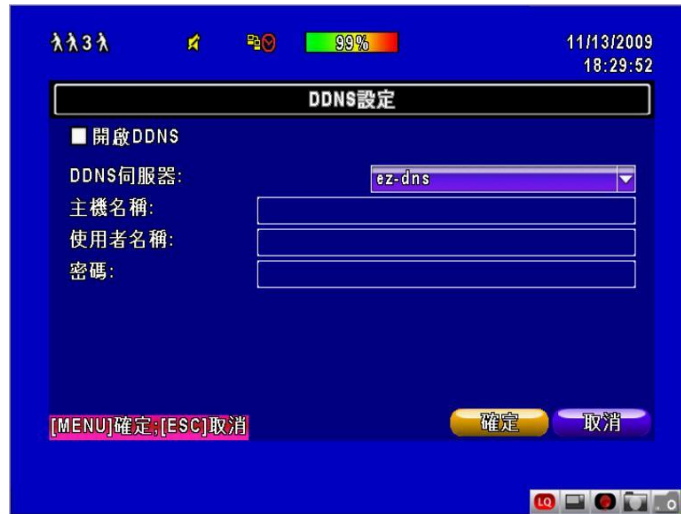 3
99%
11/13/2009
18:29:52
DDNS設定
開啟DDNS
DDNS伺服器:
ez-dns
主機名稱:
使用者名稱:
密碼:
[MENU]確定;[ESC]取消
確定
取消
LQ